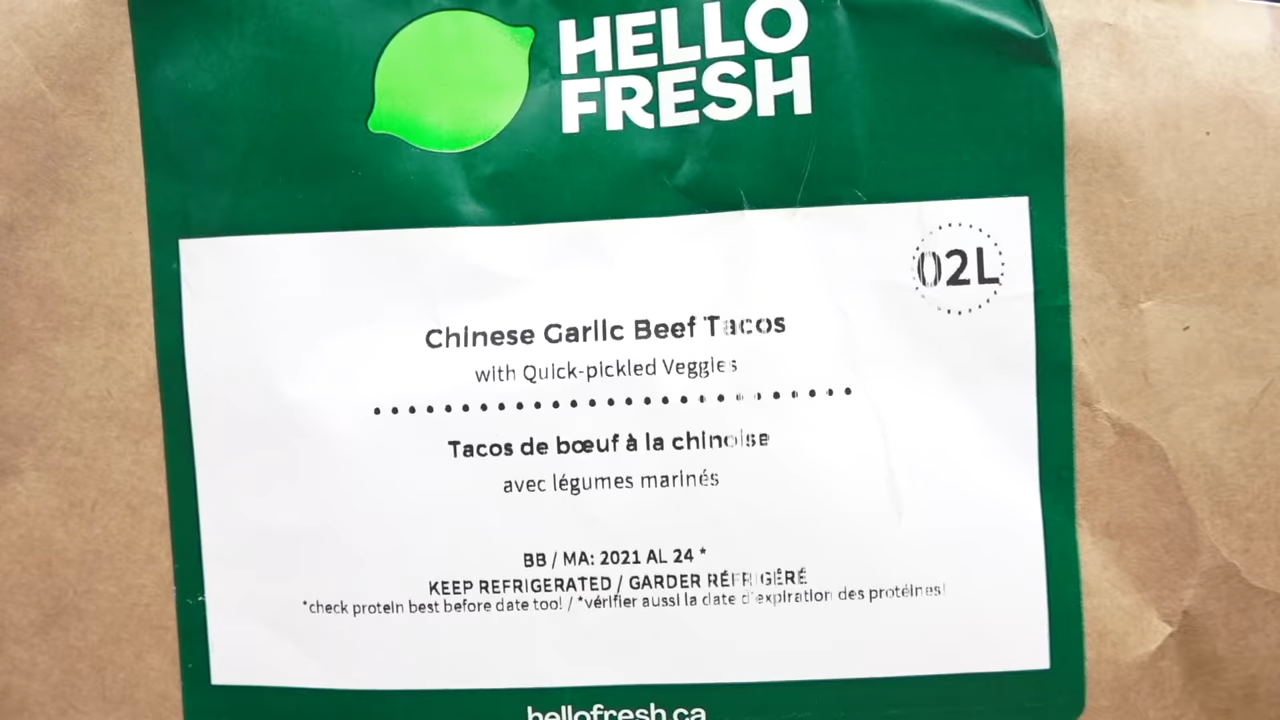 HELLO
FRESH
02L
Chinese Garlic Beef Tacos
with Quick-pickled Veggies
Tacos de bœuf à la chinoise
avec légumes marinés
BB / MA: 2021 AL 24 *
KEEP REFRIGERATED / GARDER RÉFRIGÉRÉ
*check protein best before date too! / *vérifier aussi la date d'expiration des protéines!
hellofresh.ca